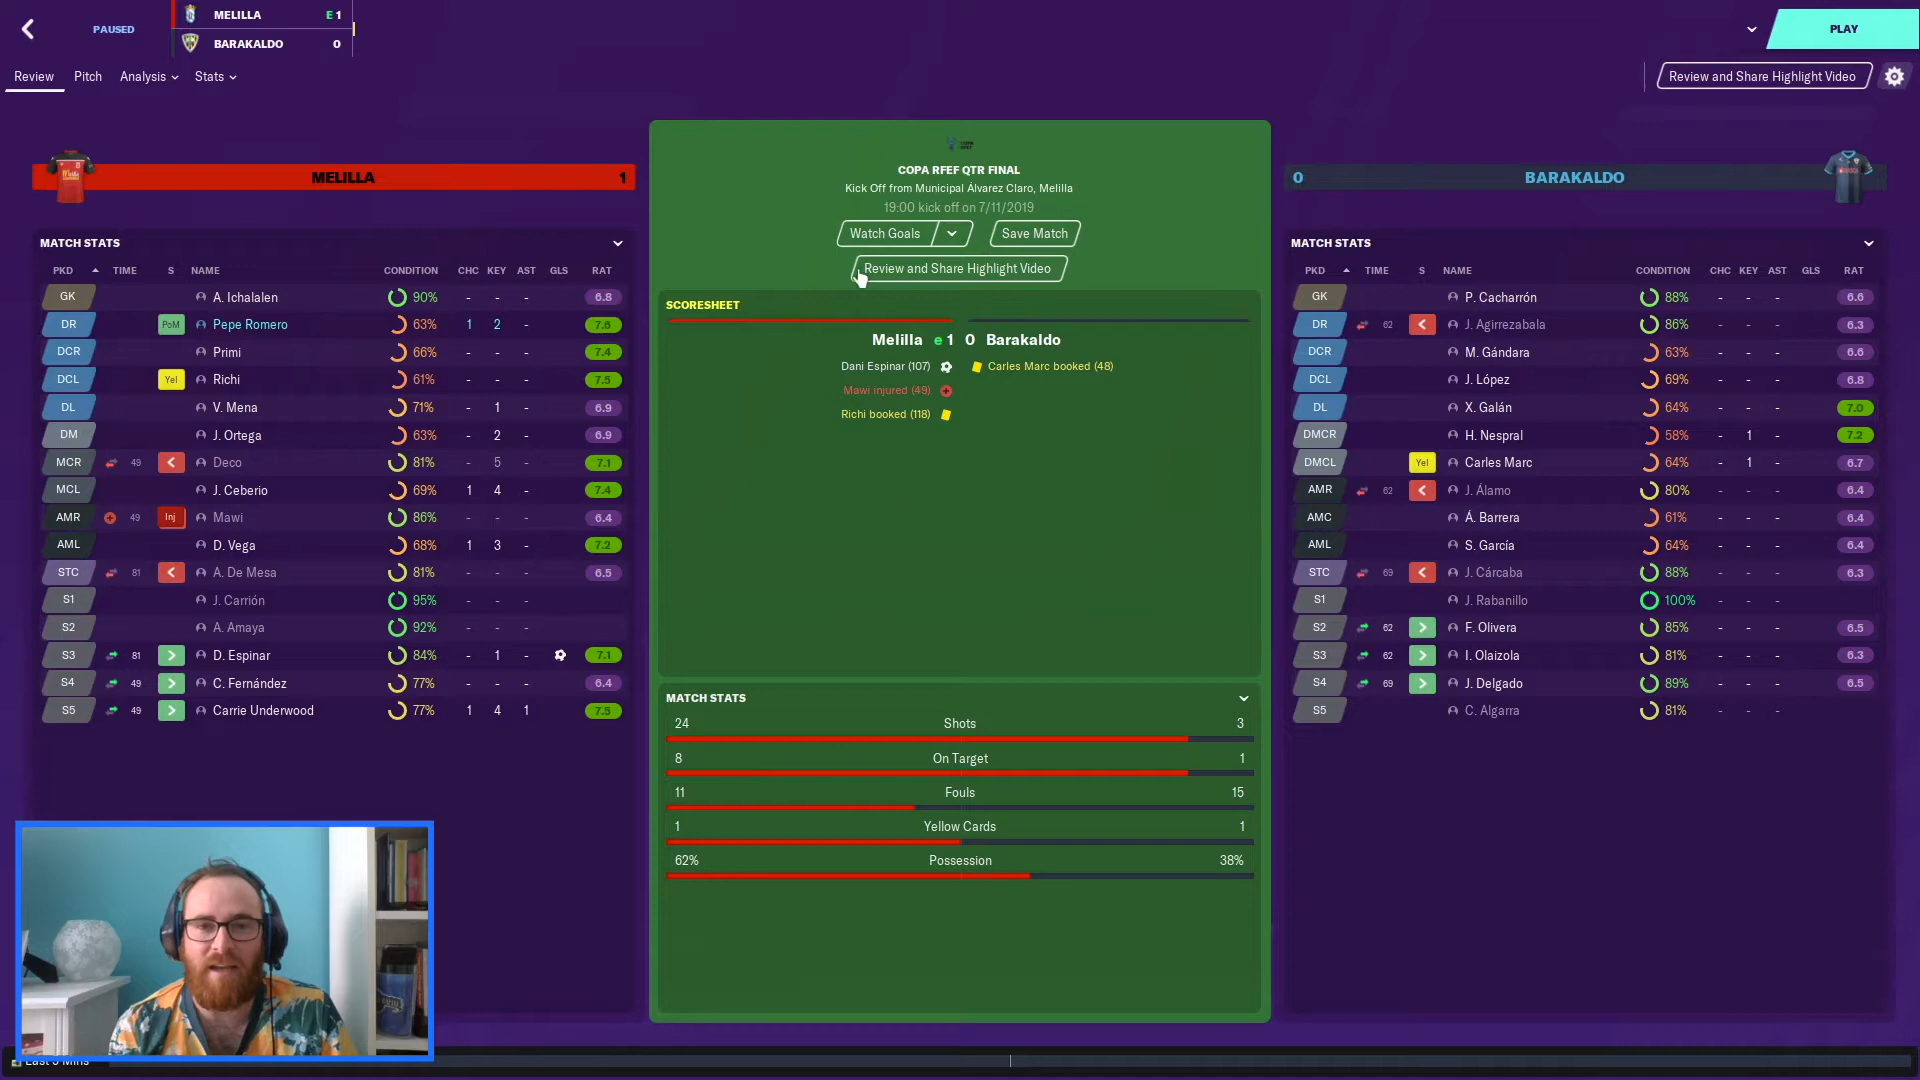 PAUSED
MELILLA E 1
BARAKALDO 0
PLAY
Review Pitch Analysis Stats
Review and Share Highlight Video
MELILLA 1
0 BARAKALDO
COPA RFEF QTR FINAL
Kick Off from Municipal Álvarez Claro, Melilla
19:00 kick off on 7/11/2019
Watch Goals Save Match
Review and Share Highlight Video
MATCH STATS
PKD TIME S NAME CONDITION CHC KEY AST GLS RAT
GK A. Ichalalen 90% - - - 6.8
DR PoM Pepe Romero 63% 1 2 - 7.6
DCR Primi 66% - - - 7.4
DCL Yel Richi 61% - - - 7.5
DL V. Mena 71% - 1 - 6.9
DM J. Ortega 63% - 2 - 6.9
MCR 49 Deco 81% - 5 - 7.1
MCL J. Ceberio 69% 1 4 - 7.4
AMR 49 Inj Mawi 86% - - - 6.4
AML D. Vega 68% 1 3 - 7.2
STC 81 A. De Mesa 81% - - - 6.5
S1 J. Carrión 95% - - -
S2 A. Amaya 92% - - -
S3 81 D. Espinar 84% - 1 - 7.1
S4 49 C. Fernández 77% - - - 6.4
S5 49 Carrie Underwood 77% 1 4 1 7.5
SCORESHEET
Melilla e 1 0 Barakaldo
Dani Espinar (107) Carles Marc booked (48)
Mawi injured (49)
Richi booked (118)
MATCH STATS
24 Shots 3
8 On Target 1
11 Fouls 15
1 Yellow Cards 1
62% Possession 38%
MATCH STATS
PKD TIME S NAME CONDITION CHC KEY AST GLS RAT
GK P. Cacharrón 88% - - - 6.6
DR 62 J. Agirrezabala 86% - - - 6.3
DCR M. Gándara 63% - - - 6.6
DCL J. López 69% - - - 6.8
DL X. Galán 64% - - - 7.0
DMCR H. Nespral 58% - 1 - 7.2
DMCL Yel Carles Marc 64% - 1 - 6.7
AMR 62 J. Álamo 80% - - - 6.4
AMC Á. Barrera 61% - - - 6.4
AML S. García 64% - - - 6.4
STC 69 J. Cárcaba 88% - - - 6.3
S1 J. Rabanillo 100% - - -
S2 62 F. Olivera 85% - - - 6.5
S3 62 I. Olaizola 81% - - - 6.3
S4 69 J. Delgado 89% - - - 6.5
S5 C. Algarra 81% - - -
Last 5 Mins